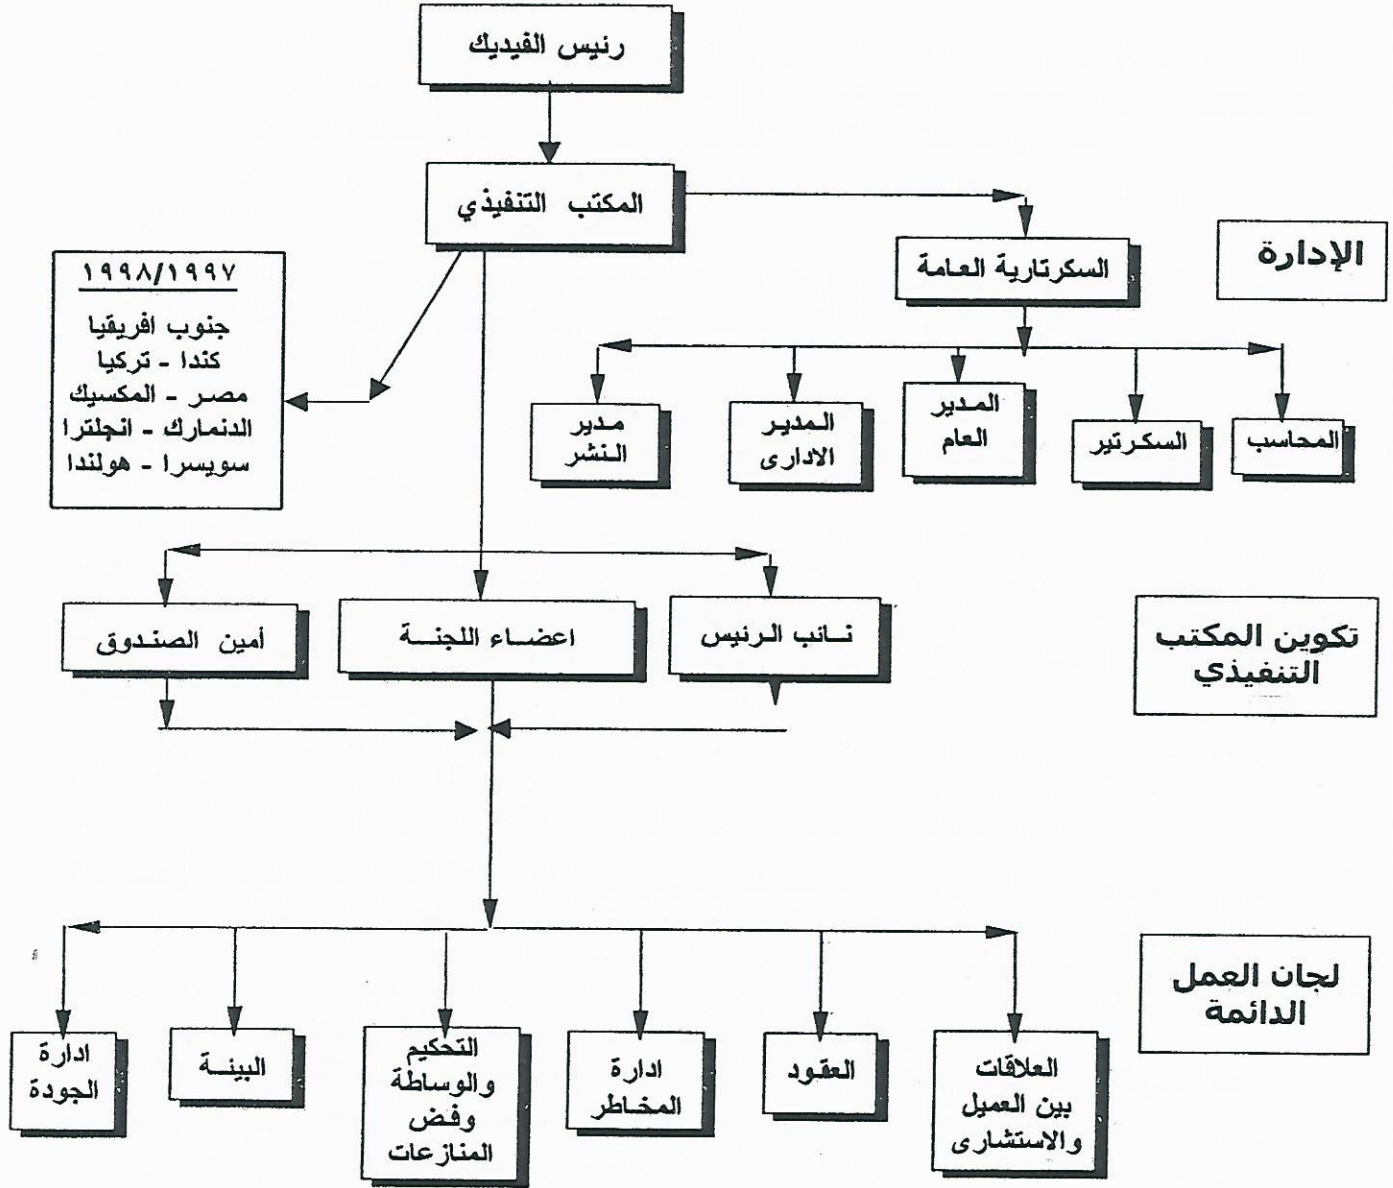 رئيس الفيديك
المكتب التنفيذي
السكرتارية العامة
الإدارة
١٩٩٨/١٩٩٧
جنوب افريقيا
كندا - تركيا
مصر - المكسيك
الدنمارك - انجلترا
سويسرا - هولندا
المحاسب
السكرتير
المدير
العام
المدير
الادارى
مدير
النشر
تكوين المكتب
التنفيذي
نائب الرئيس
اعضاء اللجنة
أمين الصندوق
لجان العمل
الدائمة
العلاقات
بين العميل
والاستشارى
العقود
ادارة
المخاطر
التحكيم
والوساطة
وفض
المنازعات
البيئة
ادارة
الجودة